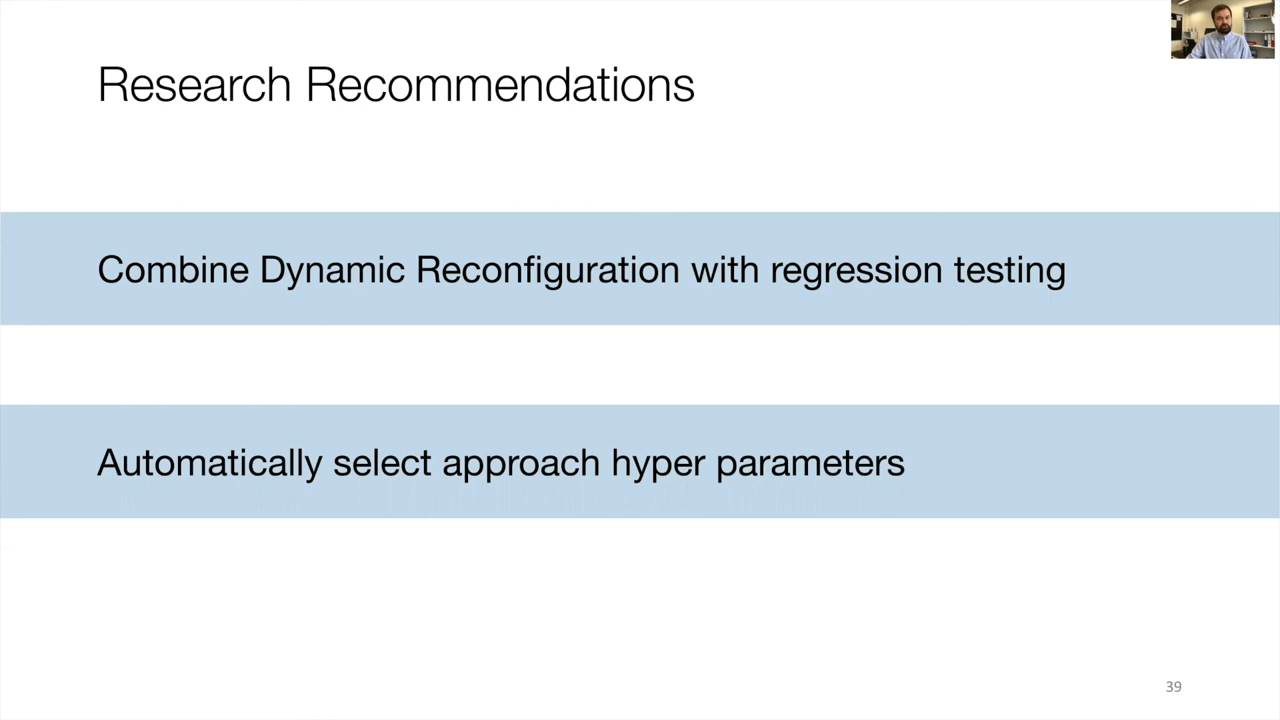 Research Recommendations
Combine Dynamic Reconfiguration with regression testing
Automatically select approach hyper parameters
39